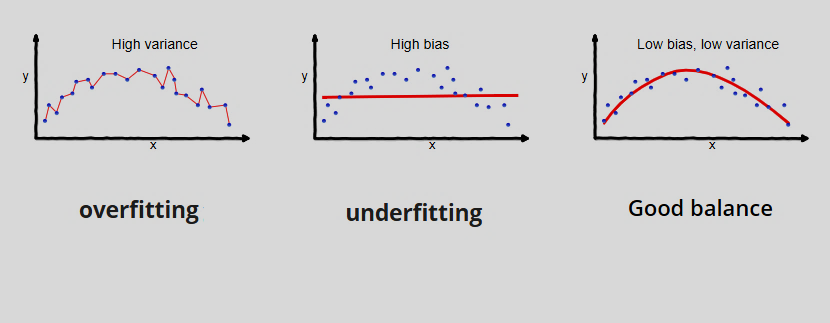 High variance
y
x
overfitting
High bias
y
x
underfitting
Low bias, low variance
y
x
Good balance